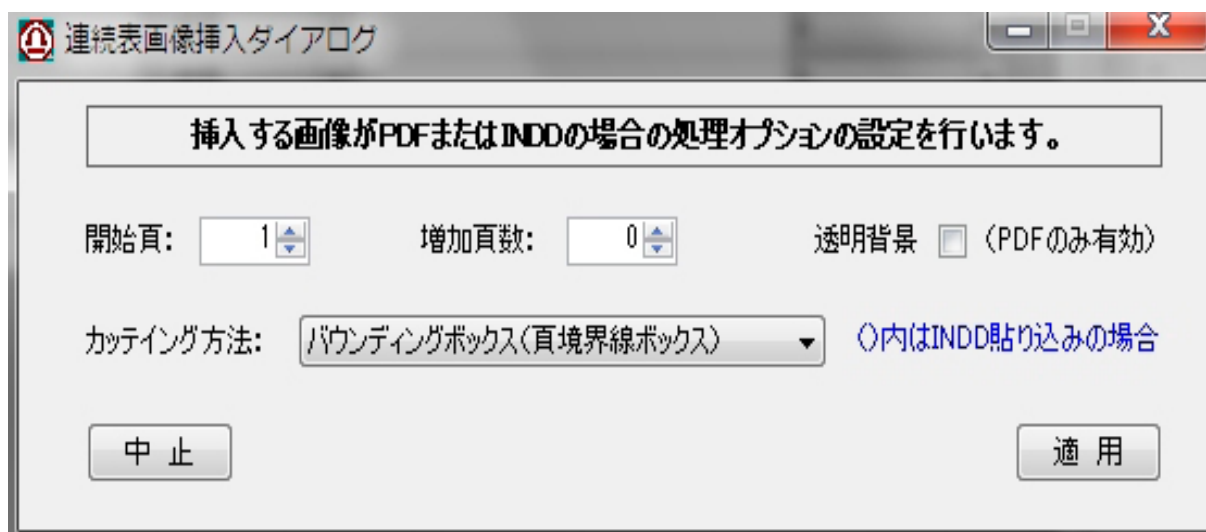 連続表画像挿入ダイアログ
挿入する画像がPDFまたはINDDの場合の処理オプションの設定を行います。
開始頁： 1 増加頁数： 0 透明背景 （PDFのみ有効）
カッテイング方法： バウンディングボックス（頁境界線ボックス） （）内はINDD貼り込みの場合
中 止 適 用